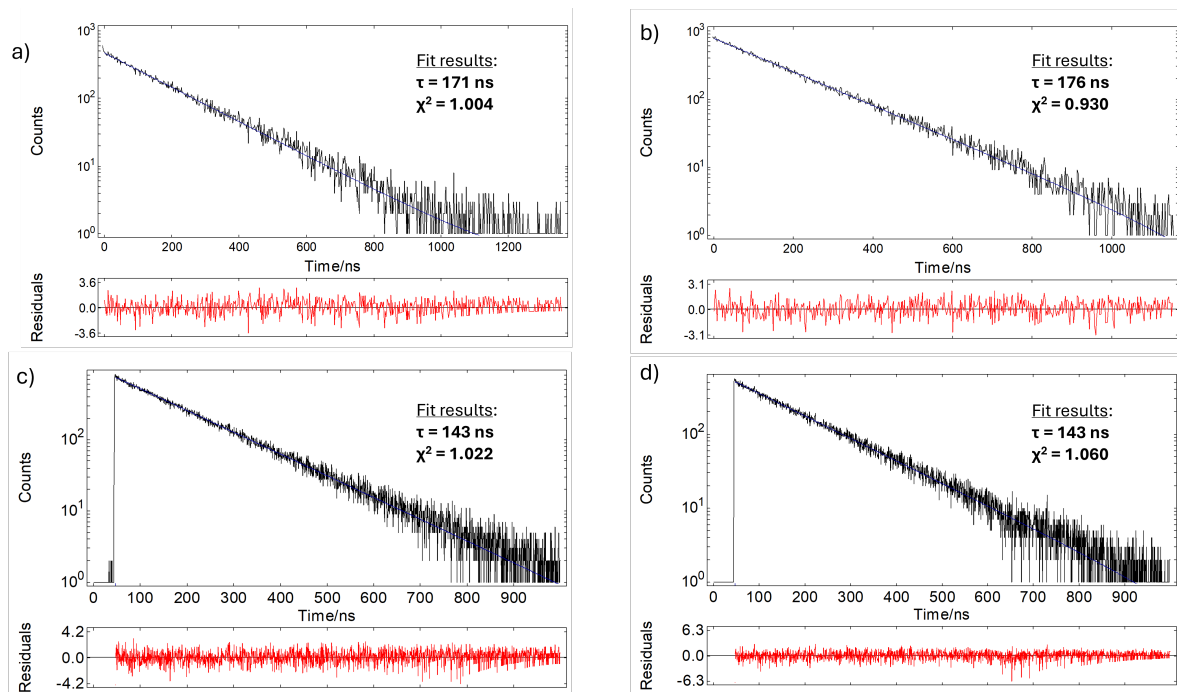 a)
10³
10²
10¹
10⁰
Counts
Fit results:
τ = 171 ns
χ² = 1.004
0 200 400 600 800 1000 1200
Time/ns
Residuals
3.6
0.0
-3.6
b)
10³
10²
10¹
10⁰
Counts
Fit results:
τ = 176 ns
χ² = 0.930
0 200 400 600 800 1000
Time/ns
Residuals
3.1
0.0
-3.1
c)
10²
10¹
10⁰
Counts
Fit results:
τ = 143 ns
χ² = 1.022
0 100 200 300 400 500 600 700 800 900
Time/ns
Residuals
4.2
0.0
-4.2
d)
10²
10¹
10⁰
Counts
Fit results:
τ = 143 ns
χ² = 1.060
0 100 200 300 400 500 600 700 800 900
Time/ns
Residuals
6.3
0.0
-6.3